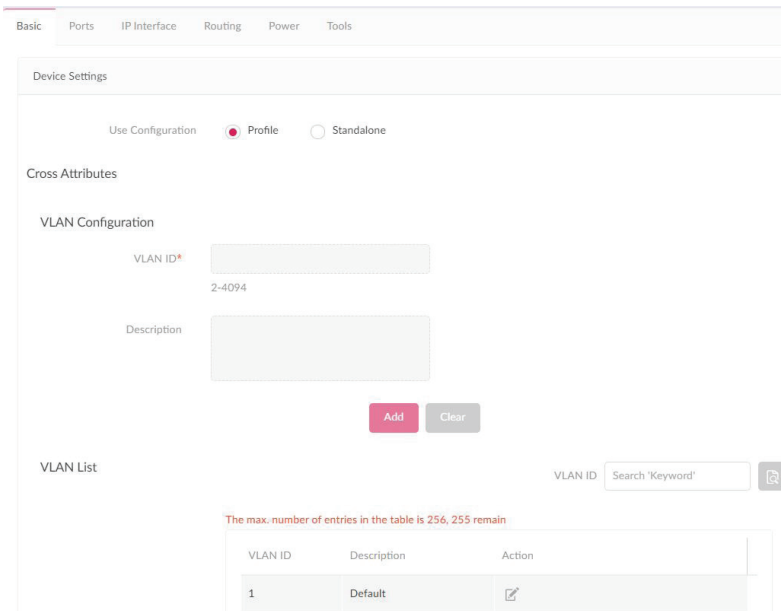 Basic Ports IP Interface Routing Power Tools
Device Settings
Use Configuration Profile Standalone
Cross Attributes
VLAN Configuration
VLAN ID*
2-4094
Description
Add Clear
VLAN List
VLAN ID Search 'Keyword'
The max. number of entries in the table is 256, 255 remain
VLAN ID Description Action
1 Default